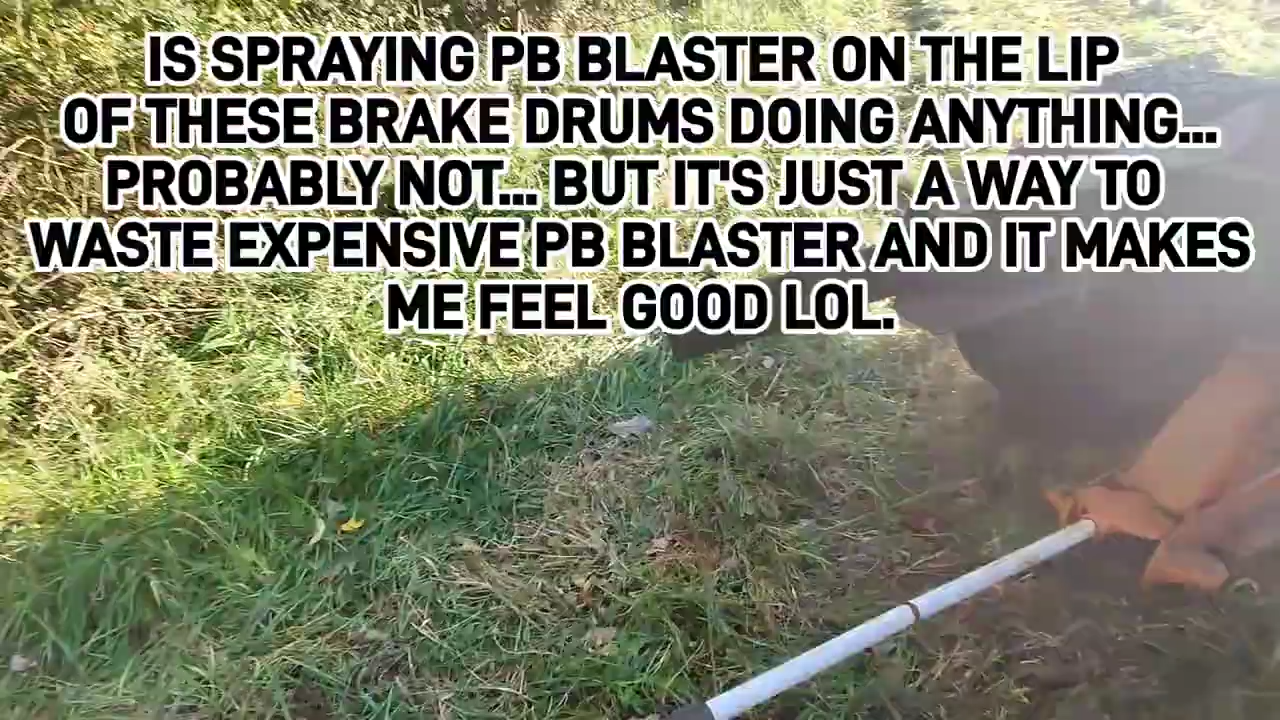 IS SPRAYING PB BLASTER ON THE LIP
OF THESE BRAKE DRUMS DOING ANYTHING...
PROBABLY NOT... BUT IT'S JUST A WAY TO
WASTE EXPENSIVE PB BLASTER AND IT MAKES
ME FEEL GOOD LOL.